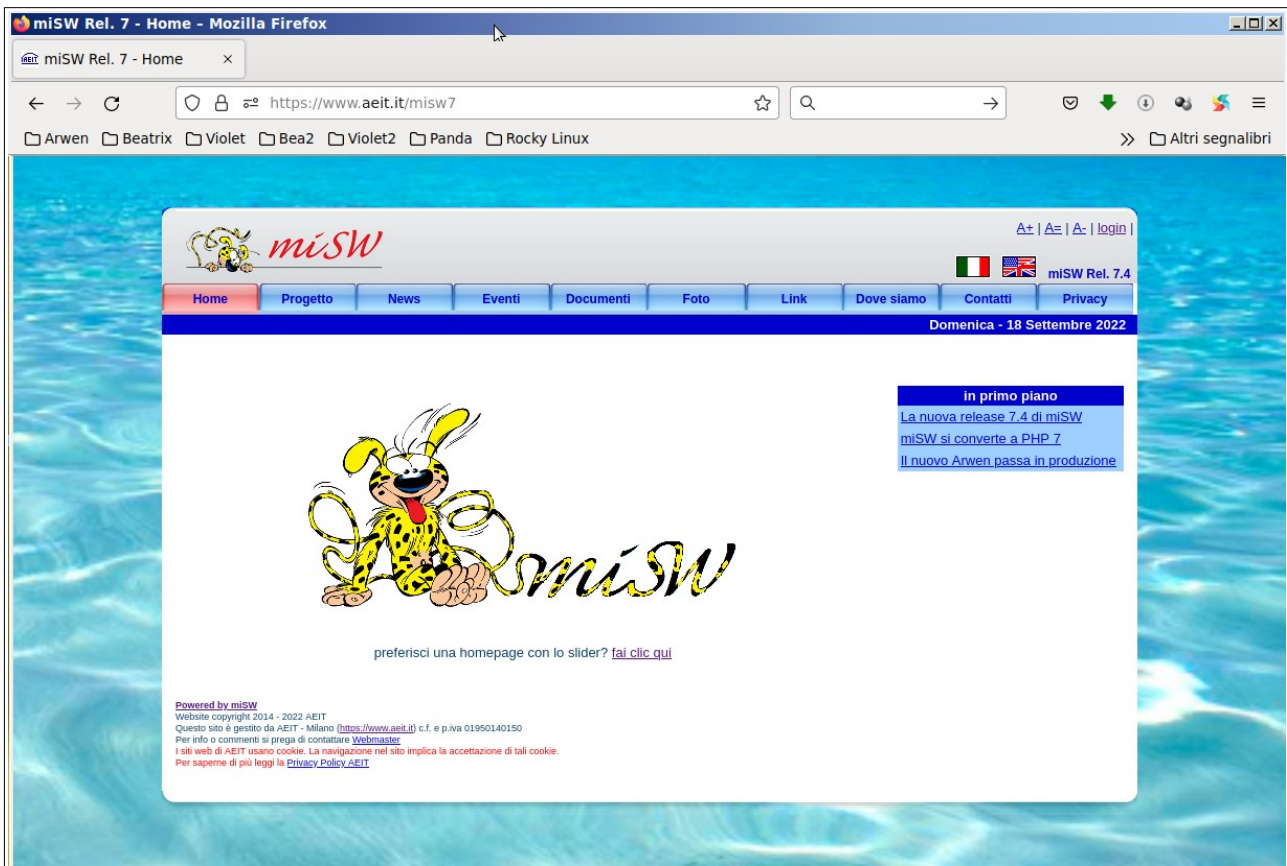 miSW Rel. 7 - Home - Mozilla Firefox
miSW Rel. 7 - Home
https://www.aeit.it/misw7
Arwen Beatrix Violet Bea2 Violet2 Panda Rocky Linux Altri segnalibri
A+ | A= | A- | login |
miSW
miSW Rel. 7.4
Home Progetto News Eventi Documenti Foto Link Dove siamo Contatti Privacy
Domenica - 18 Settembre 2022
in primo piano
La nuova release 7.4 di miSW
miSW si converte a PHP 7
Il nuovo Arwen passa in produzione
miSW
preferisci una homepage con lo slider? fai clic qui
Powered by miSW
Website copyright 2014 - 2022 AEIT
Questo sito è gestito da AEIT - Milano (https://www.aeit.it) c.f. e p.iva 01950140150
Per info o commenti si prega di contattare Webmaster
I siti web di AEIT usano cookie. La navigazione nel sito implica la accettazione di tali cookie.
Per saperne di più leggi la Privacy Policy AEIT